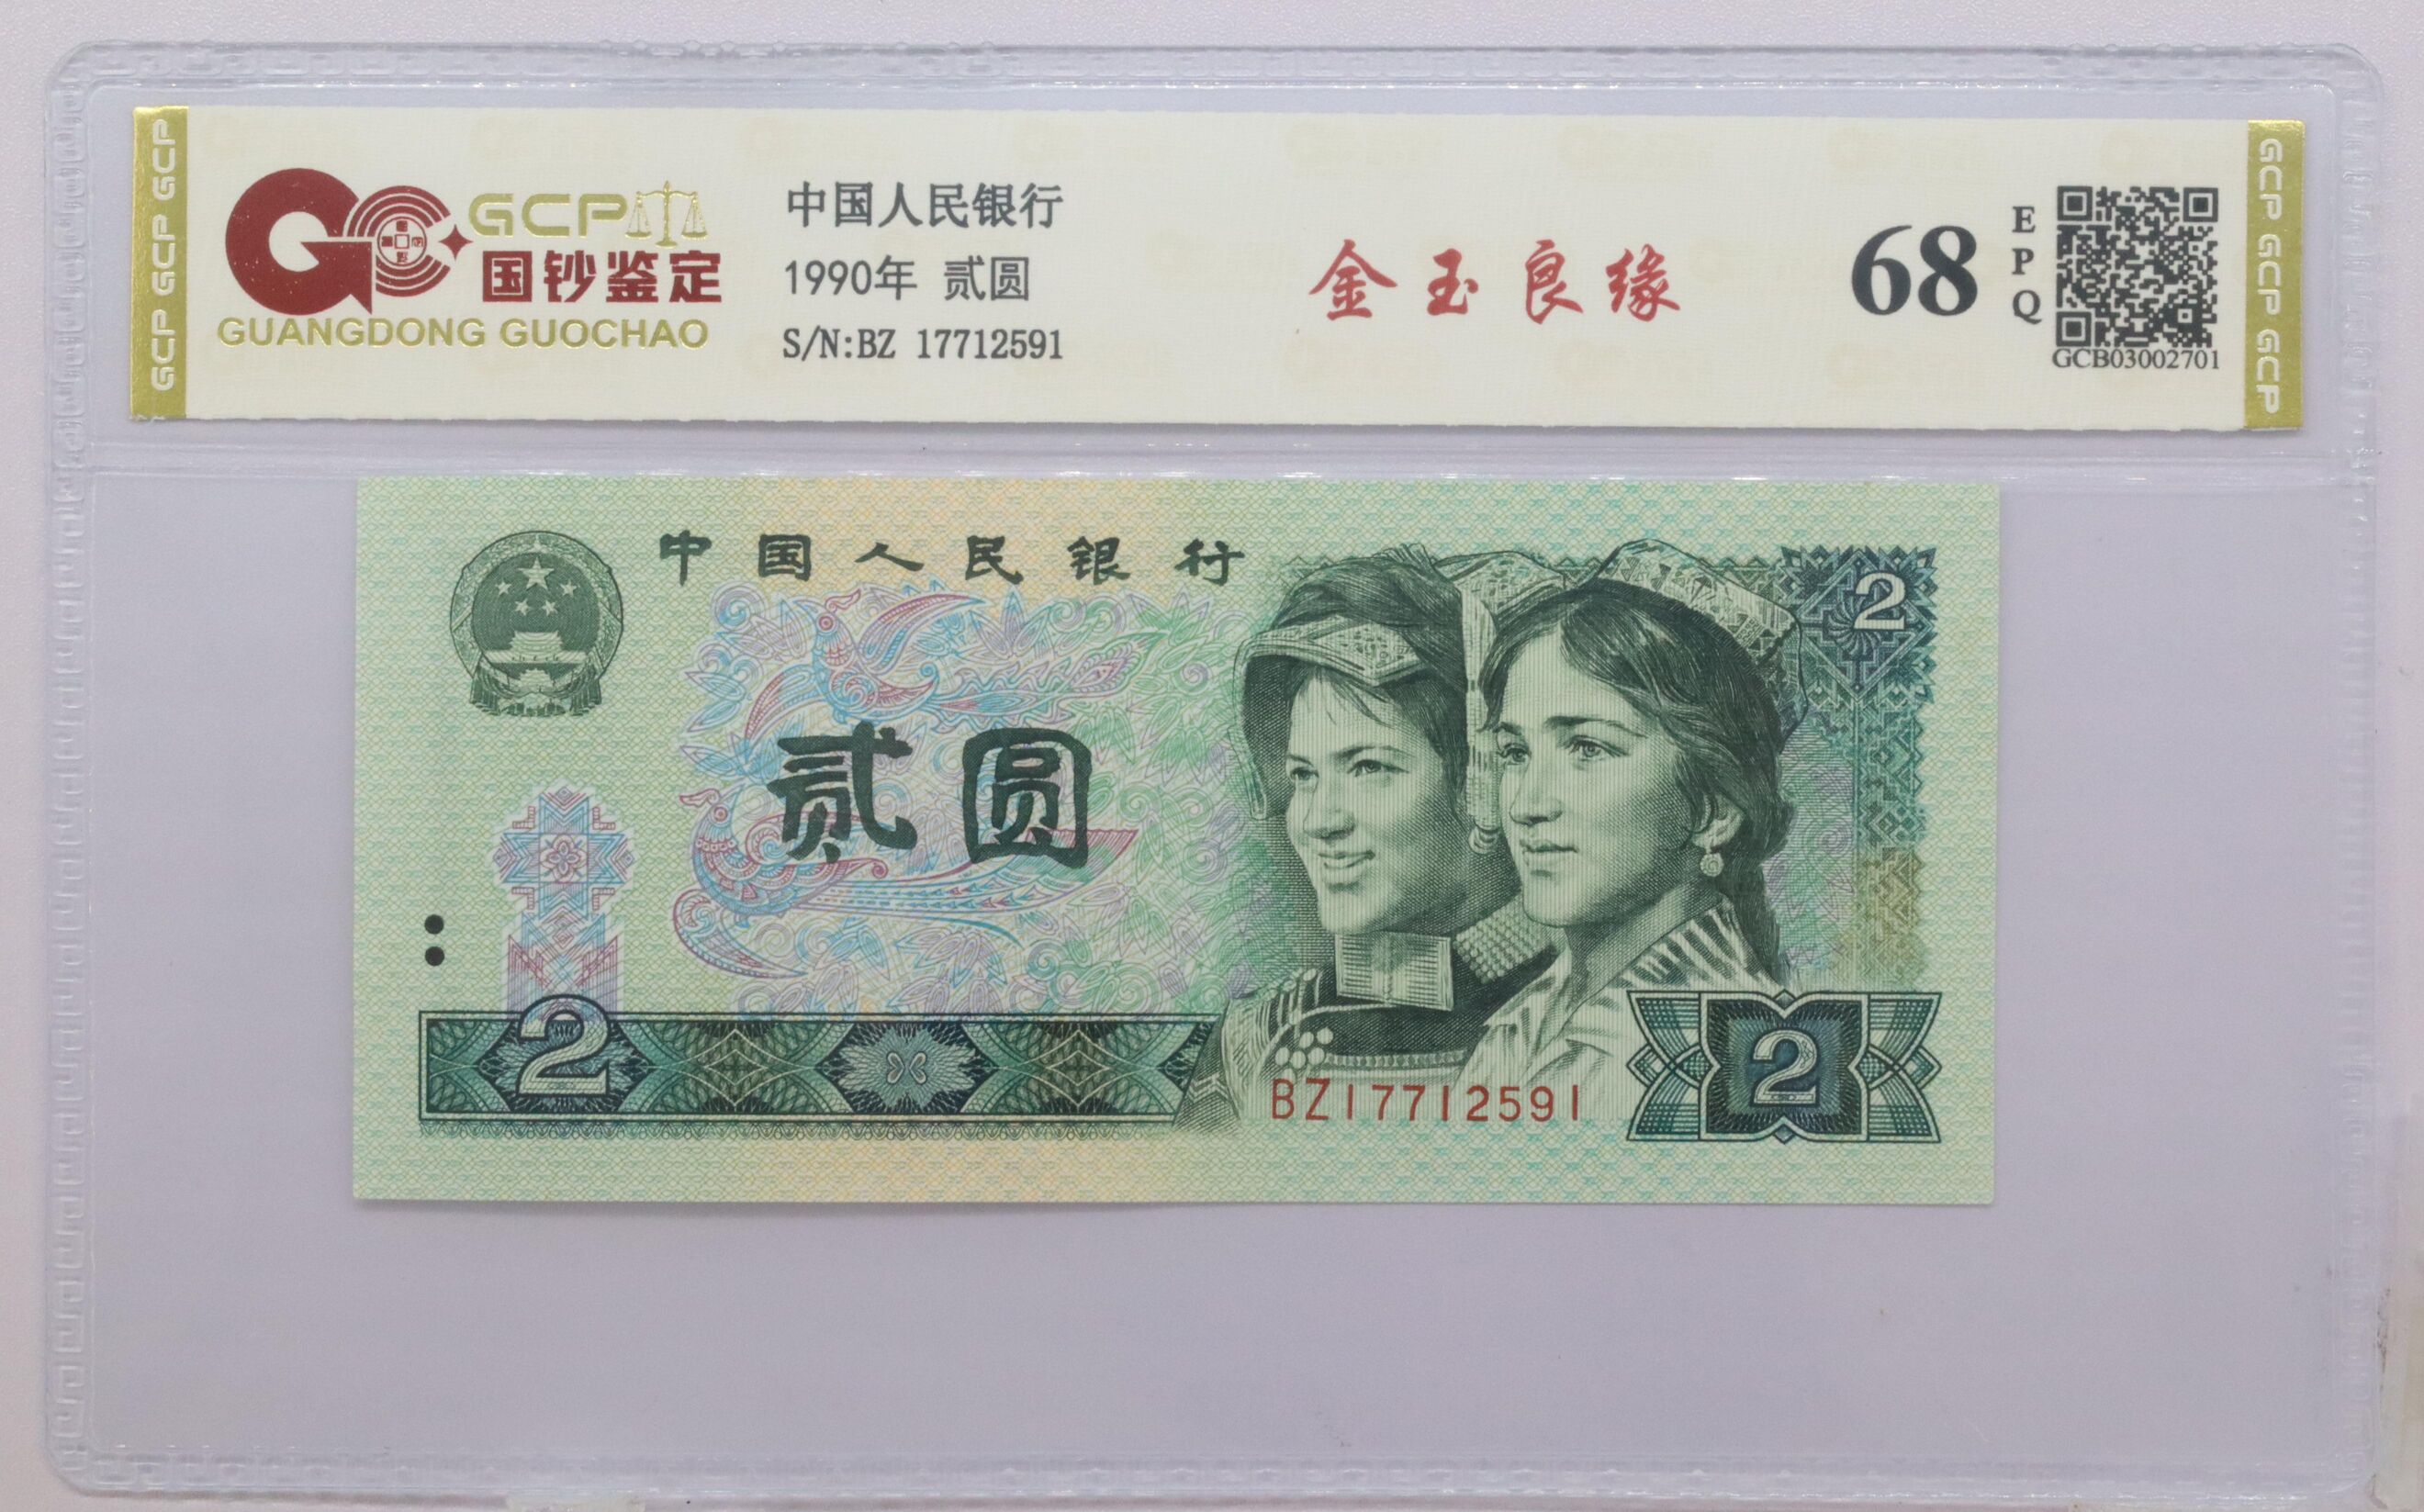 GCP GCP GCP
GCP
国钞鉴定
GUANGDONG GUOCHAO
中国人民银行
1990年 贰圆
S/N:BZ 17712591
金玉良缘
68
EPQ
GCB03002701
GCP GCP GCP
中国人民银行
2
贰圆
2
BZ17712591
2